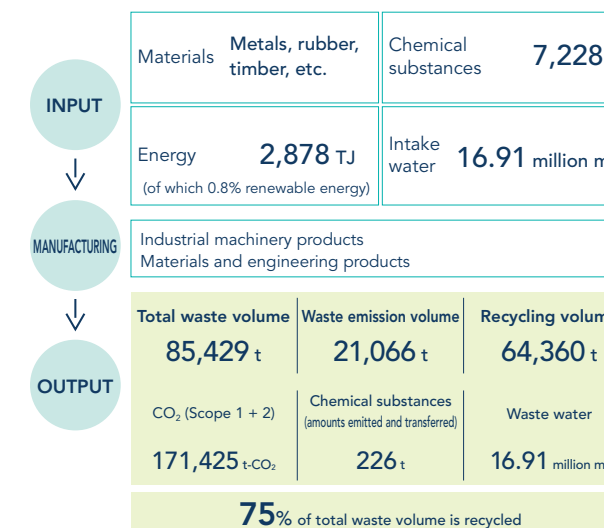 INPUT
Materials
Metals, rubber,
timber, etc.
Chemical
substances
7,228
Energy
2,878 TJ
(of which 0.8% renewable energy)
Intake
water
16.91 million m
MANUFACTURING
Industrial machinery products
Materials and engineering products
OUTPUT
Total waste volume
85,429 t
Waste emission volume
21,066 t
Recycling volum
64,360 t
CO₂ (Scope 1 + 2)
171,425 t-CO₂
Chemical substances
(amounts emitted and transferred)
226 t
Waste water
16.91 million m
75% of total waste volume is recycled